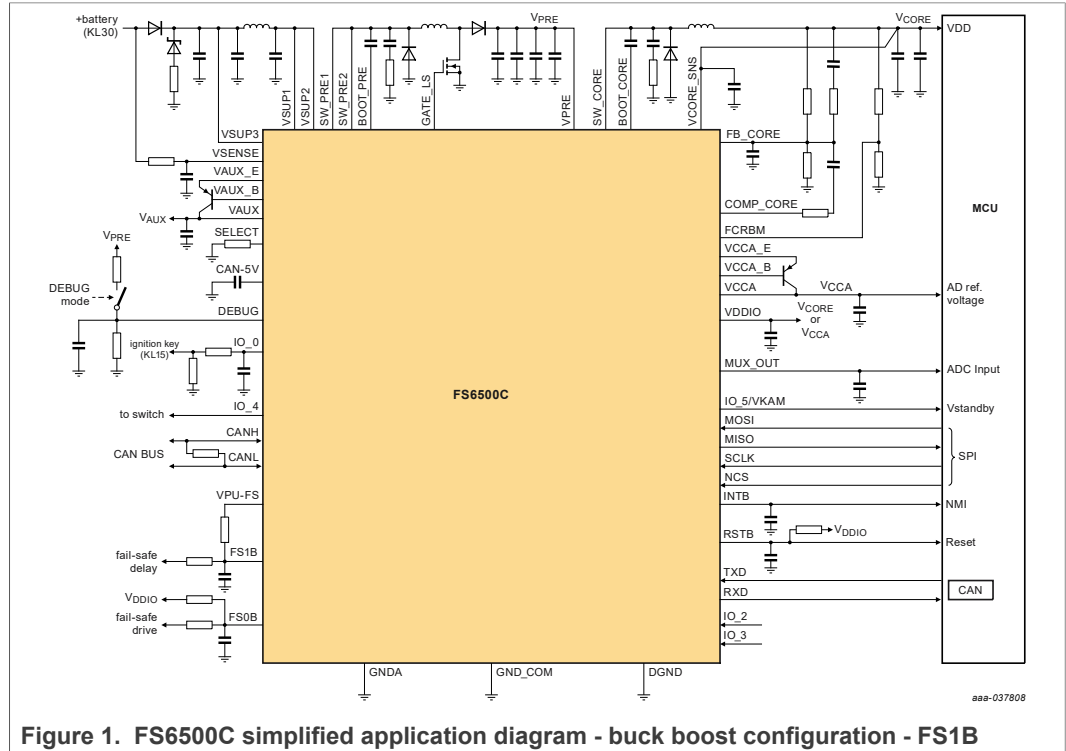 +battery
(KL30)
VPRE
VCORE
VDD
VSUP1
VSUP2
SW_PRE1
SW_PRE2
BOOT_PRE
GATE_LS
VPRE
SW_CORE
BOOT_CORE
VCORE_SNS
VSUP3
VSENSE
VAUX_E
VAUX_B
VAUX
VAUX
SELECT
VPRE
CAN-5V
DEBUG
mode
DEBUG
ignition key
(KL15)
IO_0
to switch
IO_4
CANH
CAN BUS
CANL
VPU-FS
fail-safe
delay
FS1B
VDDIO
fail-safe
drive
FS0B
FS6500C
GNDA
GND_COM
DGND
FB_CORE
COMP_CORE
FCRBM
VCCA_E
VCCA_B
VCCA
VCCA
VDDIO
VCORE
or
VCCA
MUX_OUT
IO_5/VKAM
MOSI
MISO
SCLK
NCS
INTB
RSTB
VDDIO
TXD
RXD
IO_2
IO_3
MCU
AD ref.
voltage
ADC Input
Vstandby
SPI
NMI
Reset
CAN
aaa-037808
Figure 1. FS6500C simplified application diagram - buck boost configuration - FS1B